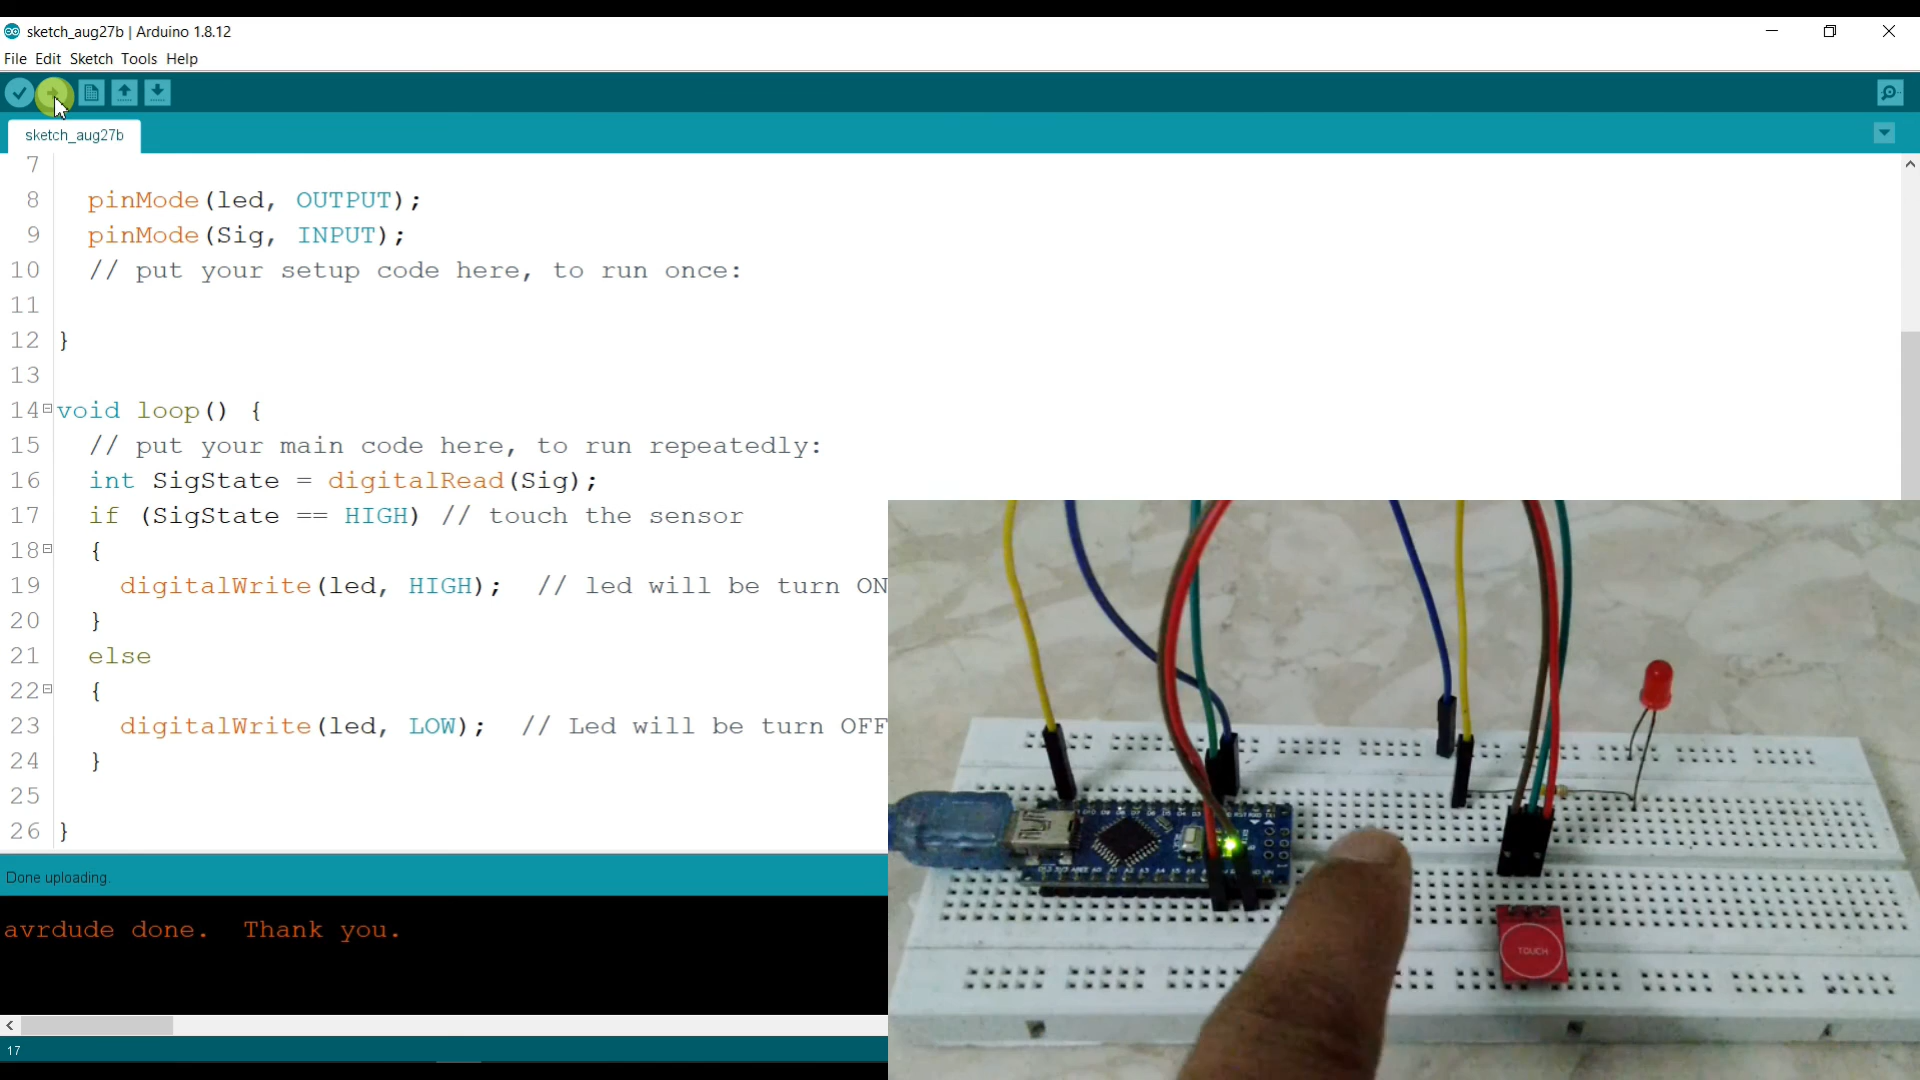 sketch_aug27b | Arduino 1.8.12
File Edit Sketch Tools Help
sketch_aug27b
7
8 pinMode(led, OUTPUT);
9 pinMode(Sig, INPUT);
10 // put your setup code here, to run once:
11
12 }
13
14 void loop() {
15 // put your main code here, to run repeatedly:
16 int SigState = digitalRead(Sig);
17 if (SigState == HIGH) // touch the sensor
18 {
19 digitalWrite(led, HIGH); // led will be turn ON
20 }
21 else
22 {
23 digitalWrite(led, LOW); // Led will be turn OFF
24 }
25
26 }
Done uploading.
avrdude done. Thank you.
17
TOUCH